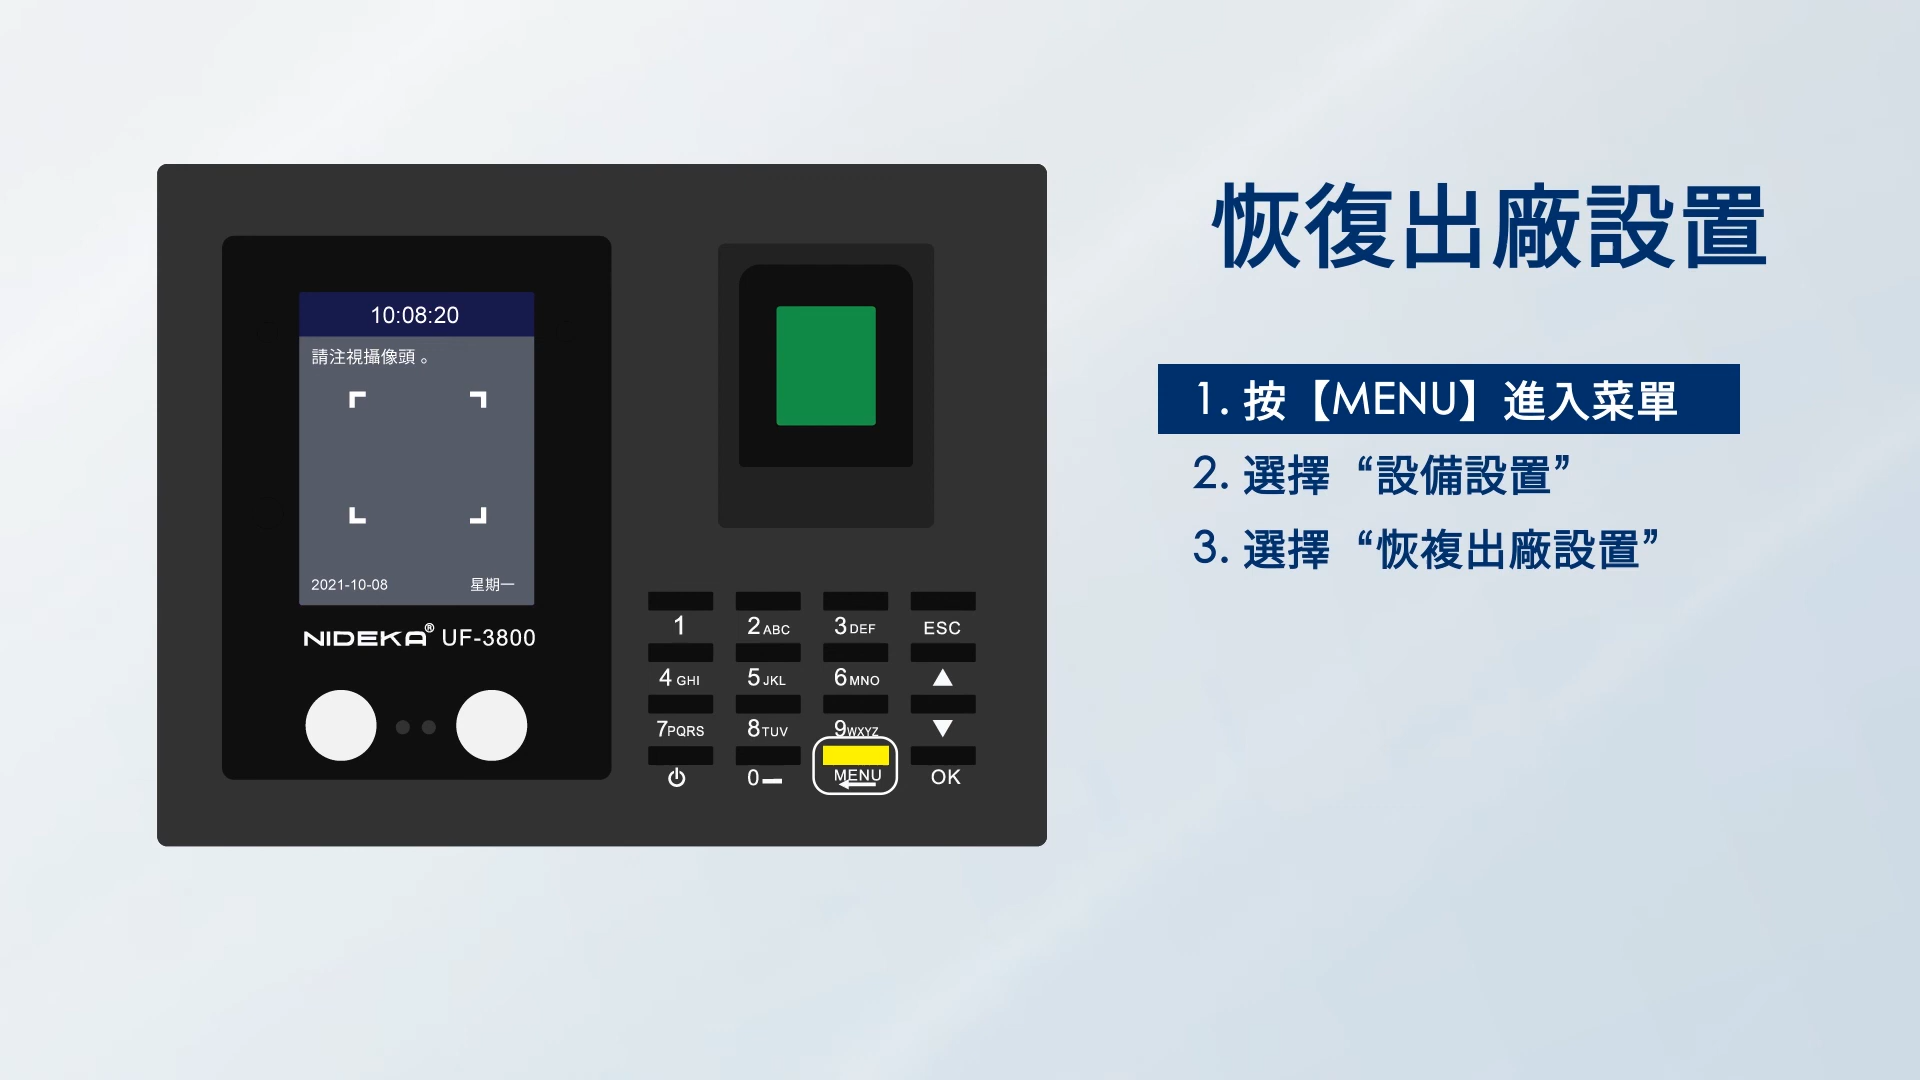 恢復出廠設置
10:08:20
請注視攝像頭。
1. 按【MENU】進入菜單
2. 選擇“設備設置”
3. 選擇“恢複出廠設置”
2021-10-08 星期一
NIDEKA® UF-3800
1 2ABC 3DEF ESC
4GHI 5JKL 6MNO ▲
7PQRS 8TUV 9WXYZ ▼
0 MENU OK